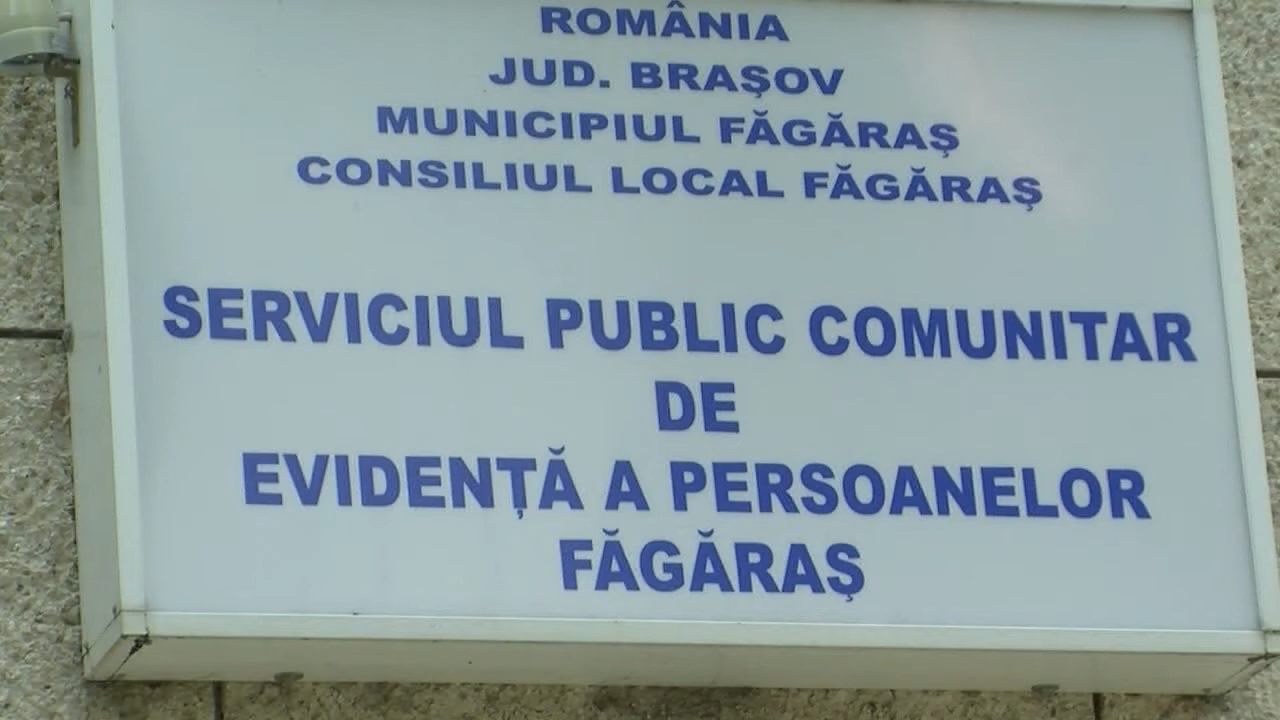 ROMÂNIA
JUD. BRAŞOV
MUNICIPIUL FĂGĂRAŞ
CONSILIUL LOCAL FĂGĂRAŞ
SERVICIUL PUBLIC COMUNITAR
DE
EVIDENȚĂ A PERSOANELOR
FĂGĂRAŞ